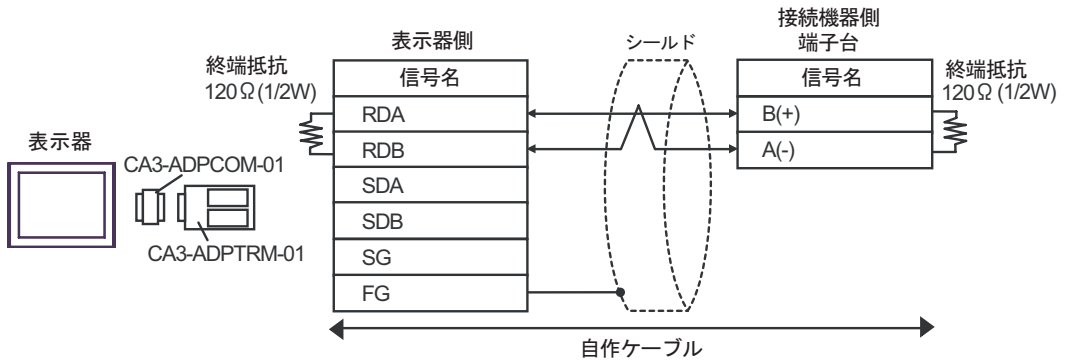 表示器側
シールド
接続機器側
端子台
終端抵抗
120Ω(1/2W)
信号名
RDA
RDB
SDA
SDB
SG
FG
信号名
B(+)
A(-)
終端抵抗
120Ω(1/2W)
表示器
CA3-ADPCOM-01
CA3-ADPTRM-01
自作ケーブル